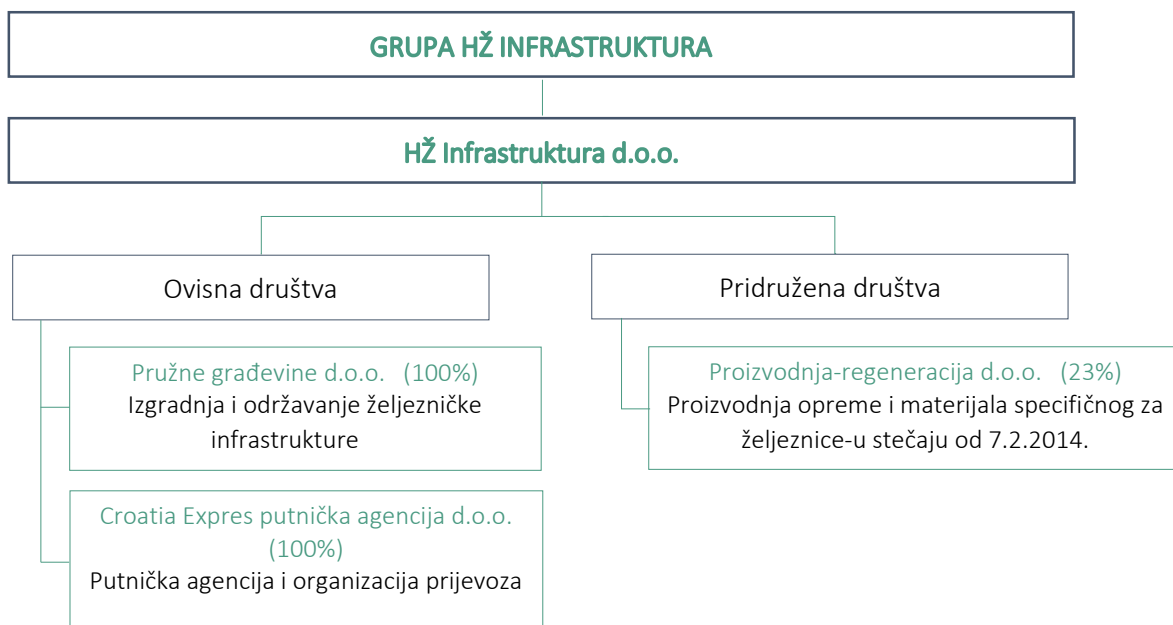 GRUPA HŽ INFRASTRUKTURA
HŽ Infrastruktura d.o.o.
Ovisna društva
Pružne građevine d.o.o. (100%)
Izgradnja i održavanje željezničke
infrastrukture
Croatia Expres putnička agencija d.o.o.
(100%)
Putnička agencija i organizacija prijevoza
Pridružena društva
Proizvodnja-regeneracija d.o.o. (23%)
Proizvodnja opreme i materijala specifičnog za
željeznice-u stečaju od 7.2.2014.